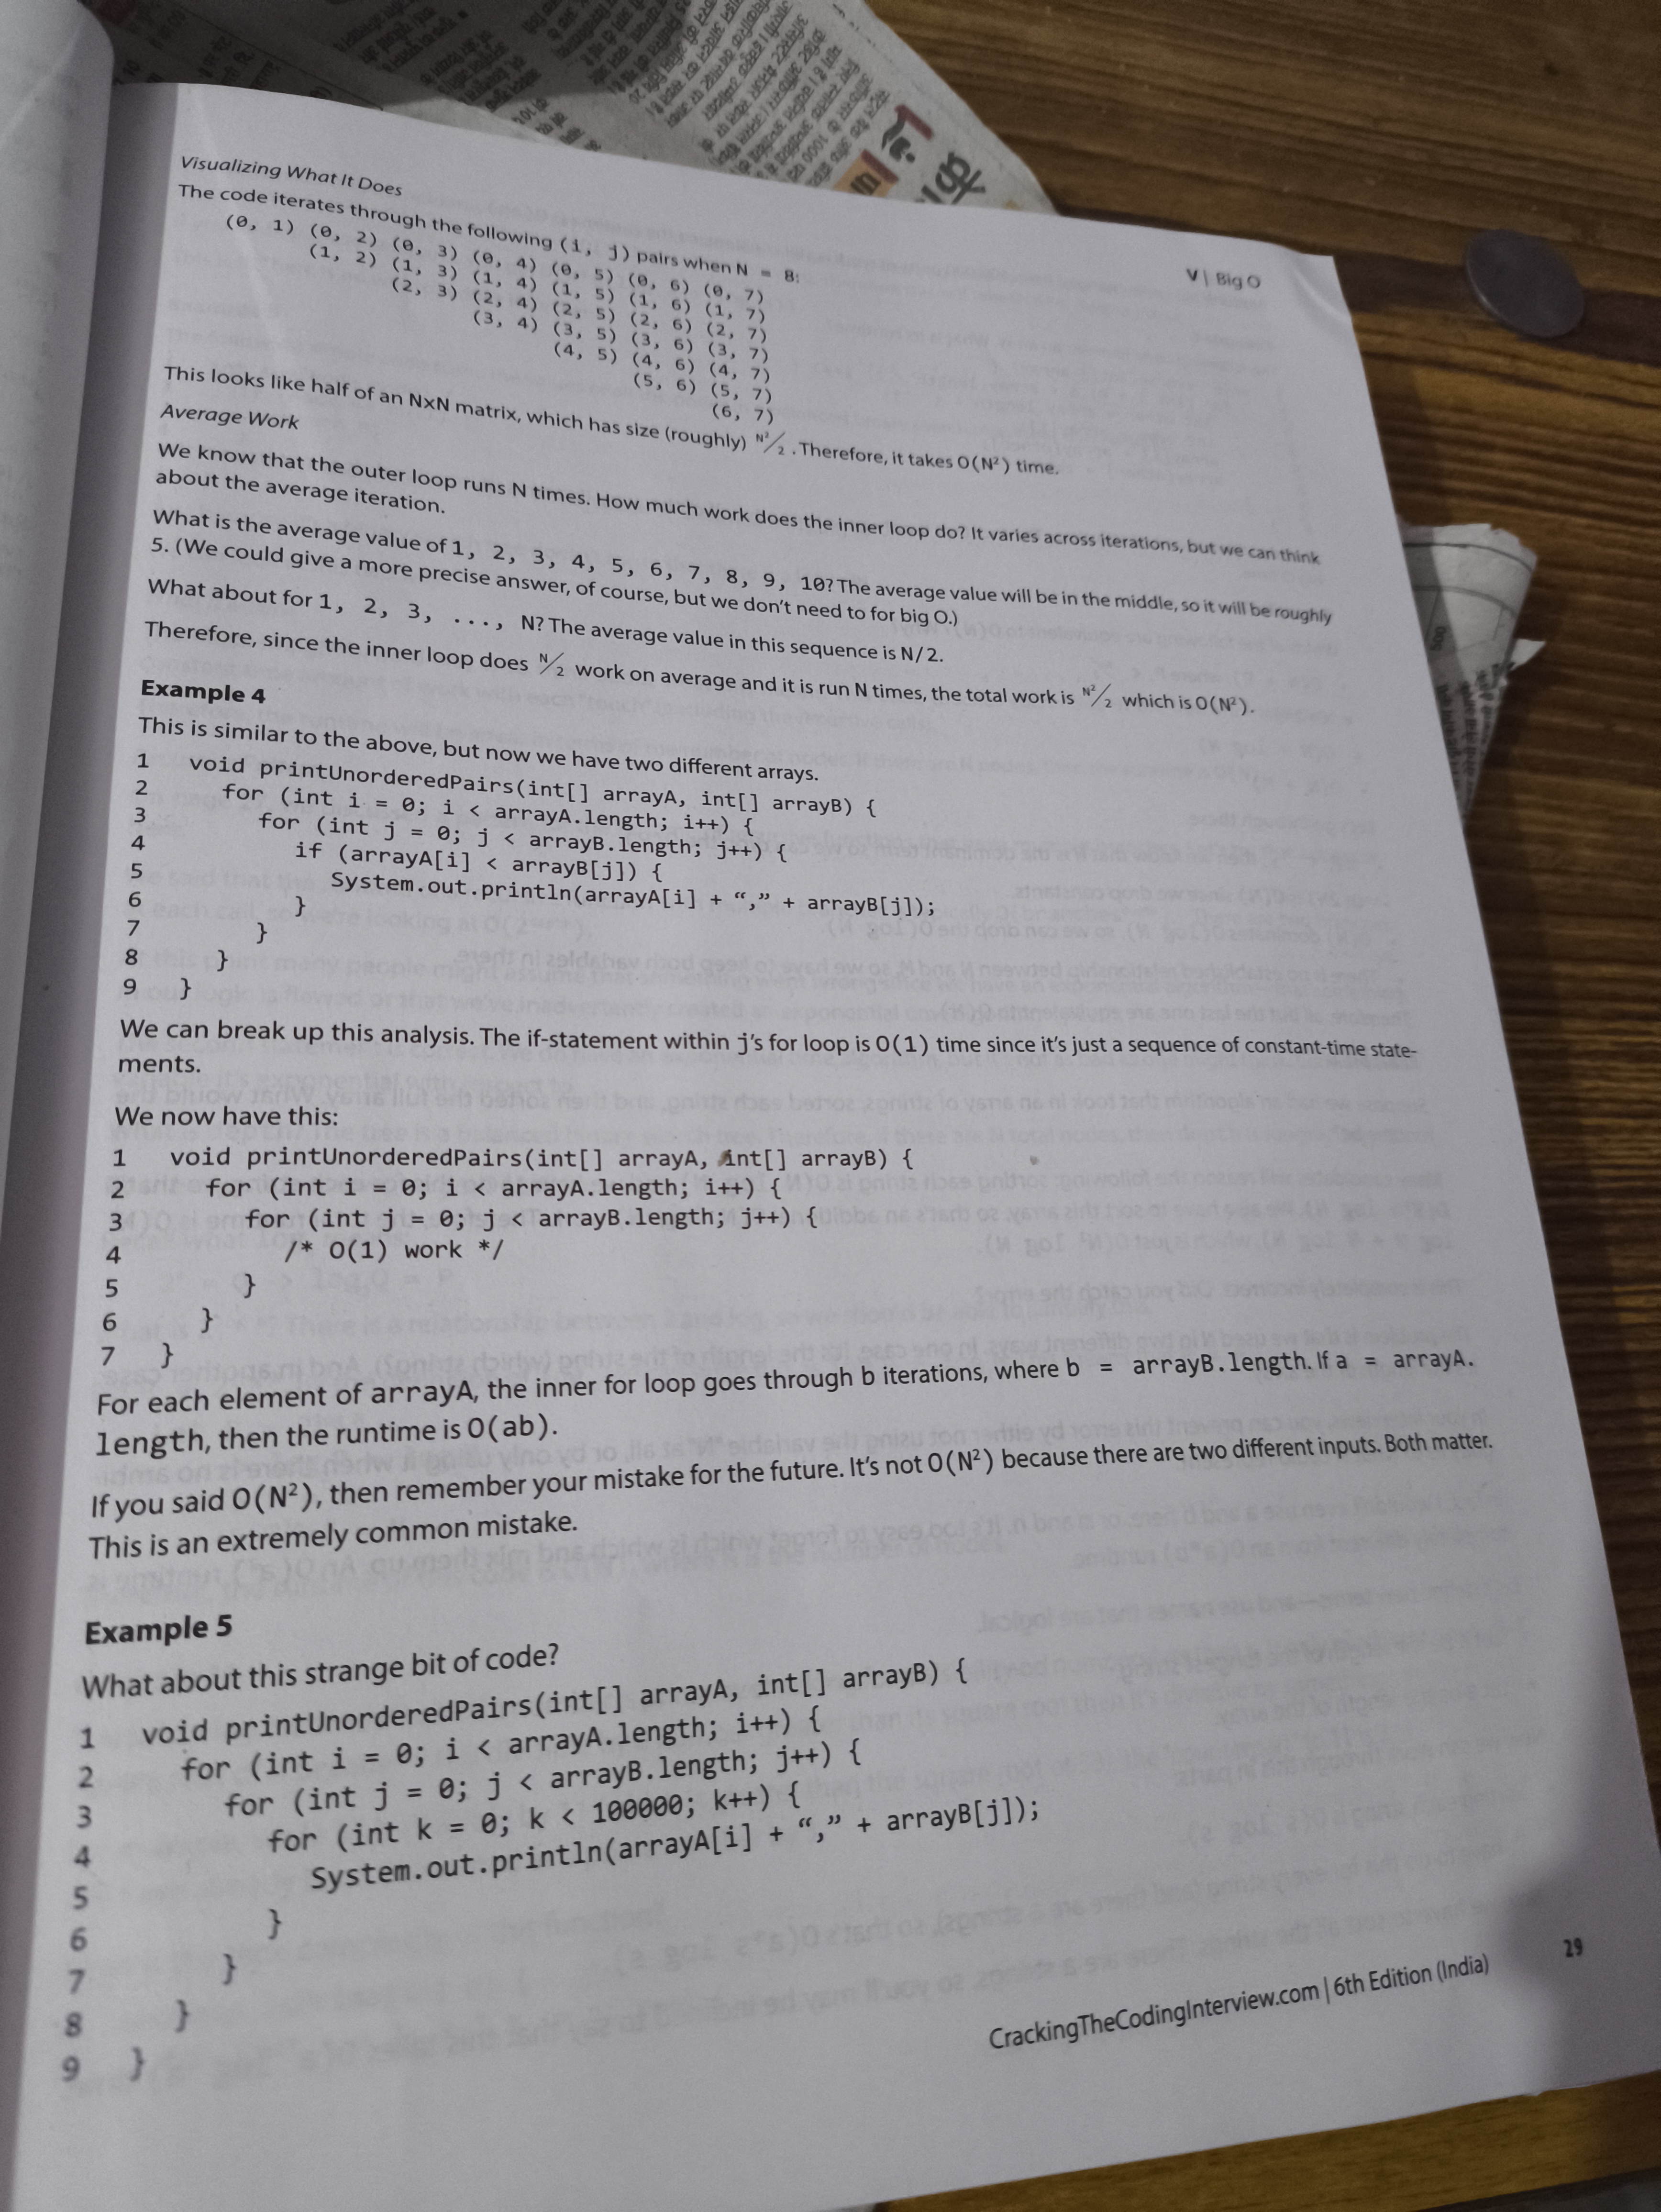 V | Big O
Visualizing What It Does
The code iterates through the following (i, j) pairs when N = 8:
(0, 1) (0, 2) (0, 3) (0, 4) (0, 5) (0, 6) (0, 7)
(1, 2) (1, 3) (1, 4) (1, 5) (1, 6) (1, 7)
(2, 3) (2, 4) (2, 5) (2, 6) (2, 7)
(3, 4) (3, 5) (3, 6) (3, 7)
(4, 5) (4, 6) (4, 7)
(5, 6) (5, 7)
(6, 7)
This looks like half of an NxN matrix, which has size (roughly) N²/2. Therefore, it takes O(N²) time.
Average Work
We know that the outer loop runs N times. How much work does the inner loop do? It varies across iterations, but we can think
about the average iteration.
What is the average value of 1, 2, 3, 4, 5, 6, 7, 8, 9, 10? The average value will be in the middle, so it will be roughly
5. (We could give a more precise answer, of course, but we don't need to for big O.)
What about for 1, 2, 3, ..., N? The average value in this sequence is N/2.
Therefore, since the inner loop does N/2 work on average and it is run N times, the total work is N²/2 which is O(N²).
Example 4
This is similar to the above, but now we have two different arrays.
1 void printUnorderedPairs(int[] arrayA, int[] arrayB) {
2 for (int i = 0; i < arrayA.length; i++) {
3 for (int j = 0; j < arrayB.length; j++) {
4 if (arrayA[i] < arrayB[j]) {
5 System.out.println(arrayA[i] + “,” + arrayB[j]);
6 }
7 }
8 }
9 }
We can break up this analysis. The if-statement within j's for loop is O(1) time since it's just a sequence of constant-time state-
ments.
We now have this:
1 void printUnorderedPairs(int[] arrayA, int[] arrayB) {
2 for (int i = 0; i < arrayA.length; i++) {
3 for (int j = 0; j < arrayB.length; j++) {
4 /* O(1) work */
5 }
6 }
7 }
For each element of arrayA, the inner for loop goes through b iterations, where b = arrayB.length. If a = arrayA.
length, then the runtime is O(ab).
If you said O(N²), then remember your mistake for the future. It's not O(N²) because there are two different inputs. Both matter.
This is an extremely common mistake.
Example 5
What about this strange bit of code?
1 void printUnorderedPairs(int[] arrayA, int[] arrayB) {
2 for (int i = 0; i < arrayA.length; i++) {
3 for (int j = 0; j < arrayB.length; j++) {
4 for (int k = 0; k < 100000; k++) {
5 System.out.println(arrayA[i] + “,” + arrayB[j]);
6 }
7 }
8 }
9 }
CrackingTheCodingInterview.com | 6th Edition (India)
29